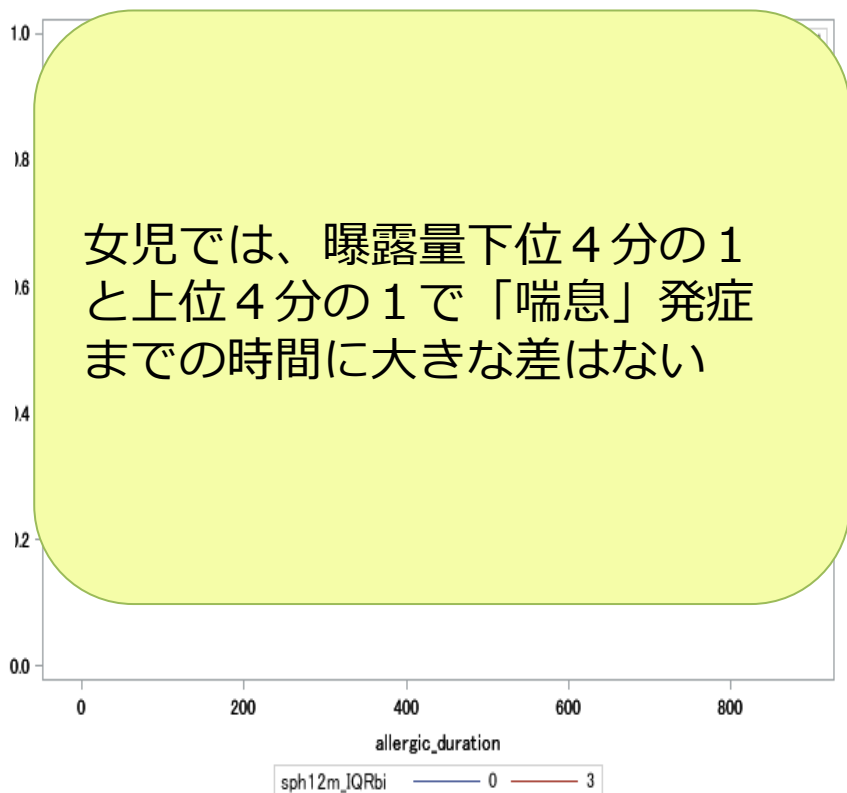 1.0
女児では、曝露量下位４分の１
と上位４分の１で「喘息」発症
までの時間に大きな差はない
0.0
0 200 400 600 800
allergic_duration
sph12m_IQRbi 0 3